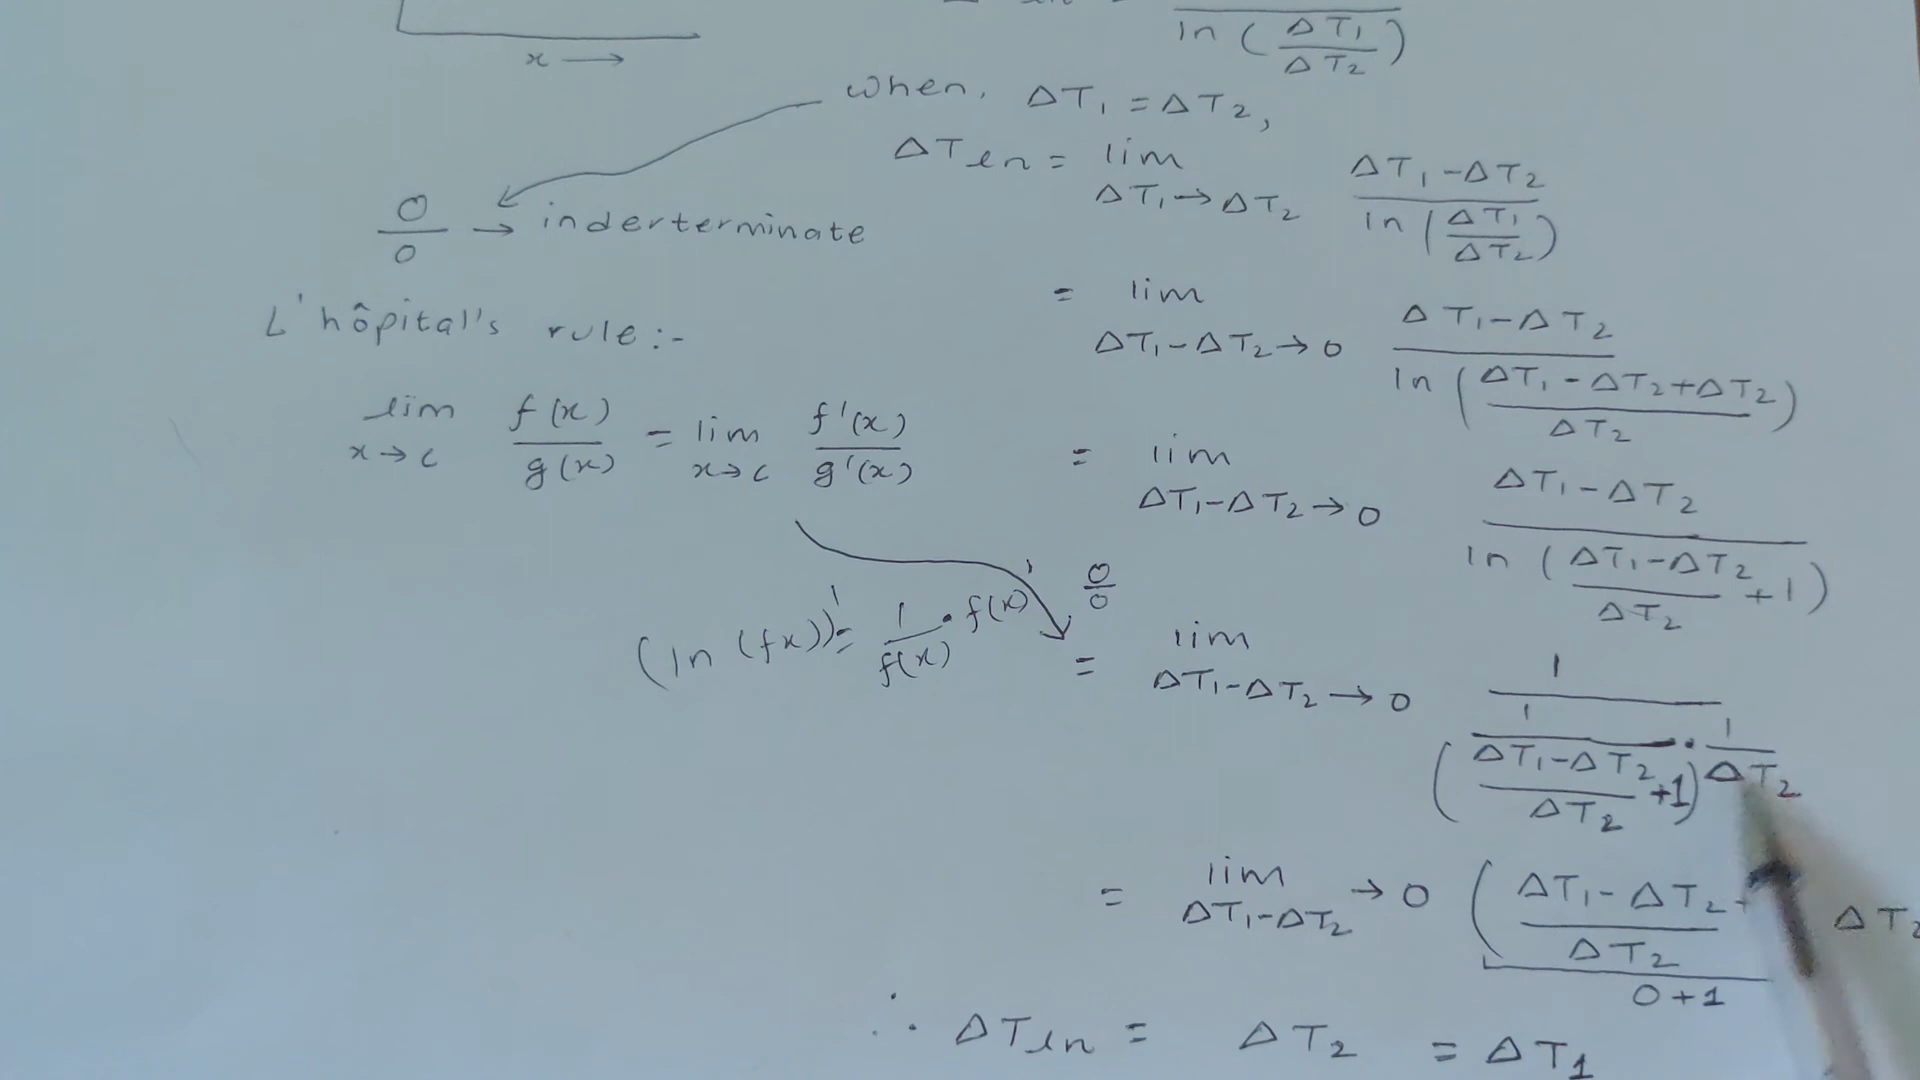 x →
ln (ΔT₁/ΔT₂)
when, ΔT₁ = ΔT₂,
ΔTln = lim ΔT₁→ΔT₂ (ΔT₁-ΔT₂)/(ln (ΔT₁/ΔT₂))
0/0 → inderterminate
= lim ΔT₁-ΔT₂→0 (ΔT₁-ΔT₂)/(ln ((ΔT₁-ΔT₂+ΔT₂)/ΔT₂))
L'hôpital's rule:-
lim x→c f(x)/g(x) = lim x→c f'(x)/g'(x)
= lim ΔT₁-ΔT₂→0 (ΔT₁-ΔT₂)/(ln ((ΔT₁-ΔT₂)/ΔT₂ +1))
0/0
(ln (fx))' = 1/f(x) · f(x)'
= lim ΔT₁-ΔT₂→0 1/(1/((ΔT₁-ΔT₂)/ΔT₂ +1) · 1/ΔT₂)
= lim ΔT₁-ΔT₂ →0 ((ΔT₁-ΔT₂)/ΔT₂ ΔT₂
0+1
∴ ΔTln = ΔT₂ = ΔT₁